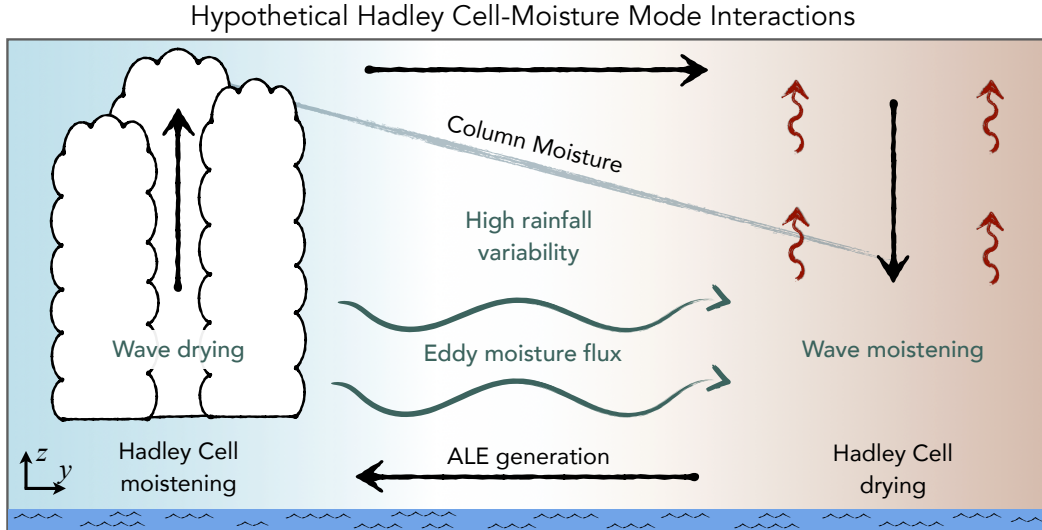 Hypothetical Hadley Cell-Moisture Mode Interactions
Column Moisture
High rainfall
variability
Wave drying
Eddy moisture flux
Wave moistening
z
y
Hadley Cell
moistening
ALE generation
Hadley Cell
drying